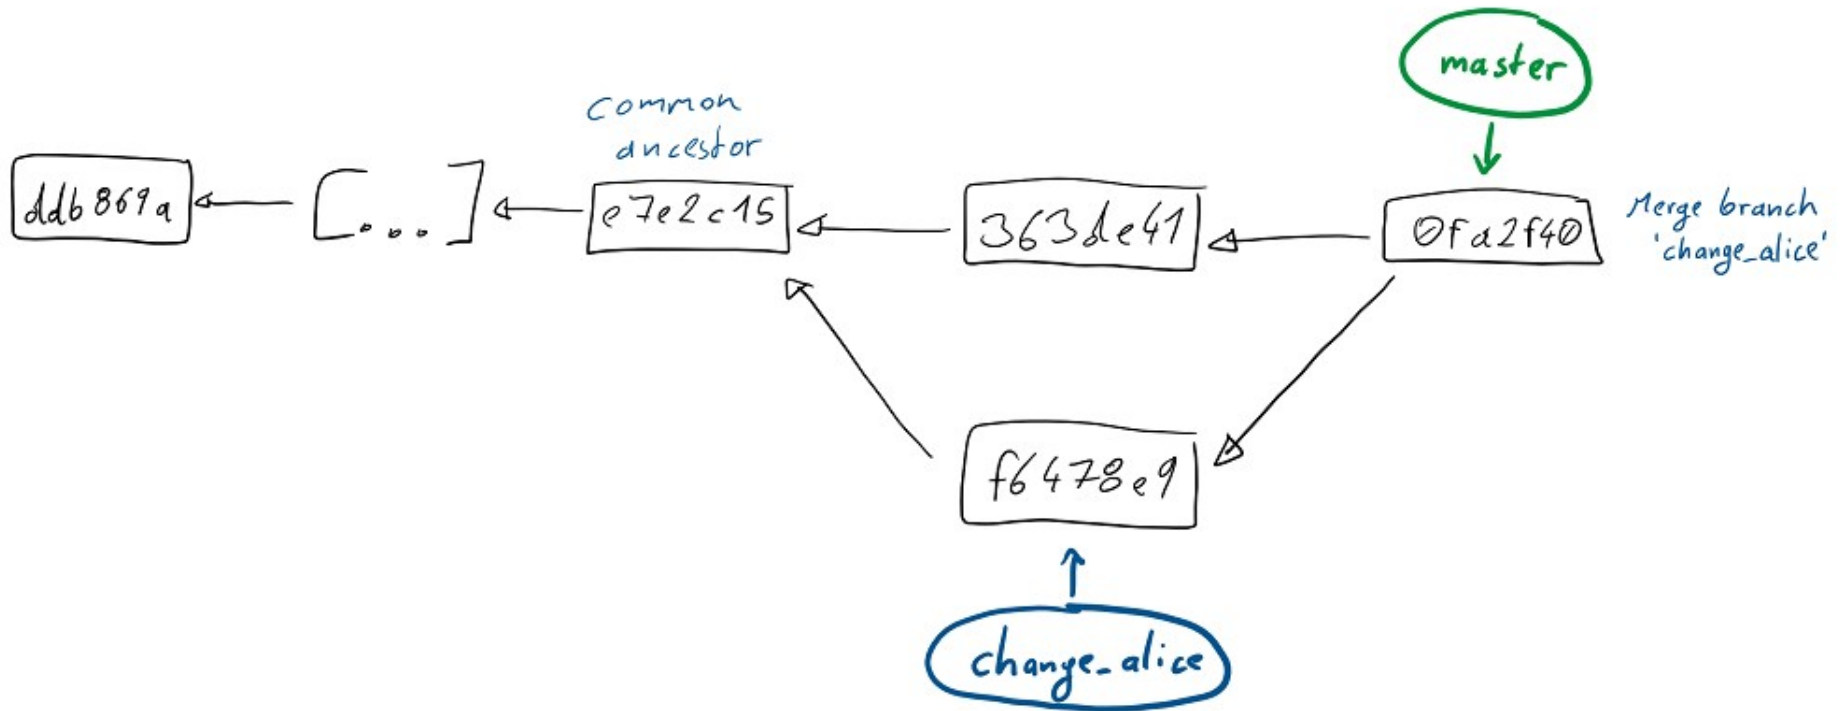 master
common
ancestor
ddb869a
[...]
e7e2c15
363de41
0fa2f40
Merge branch
'change_alice'
f6478e9
change_alice